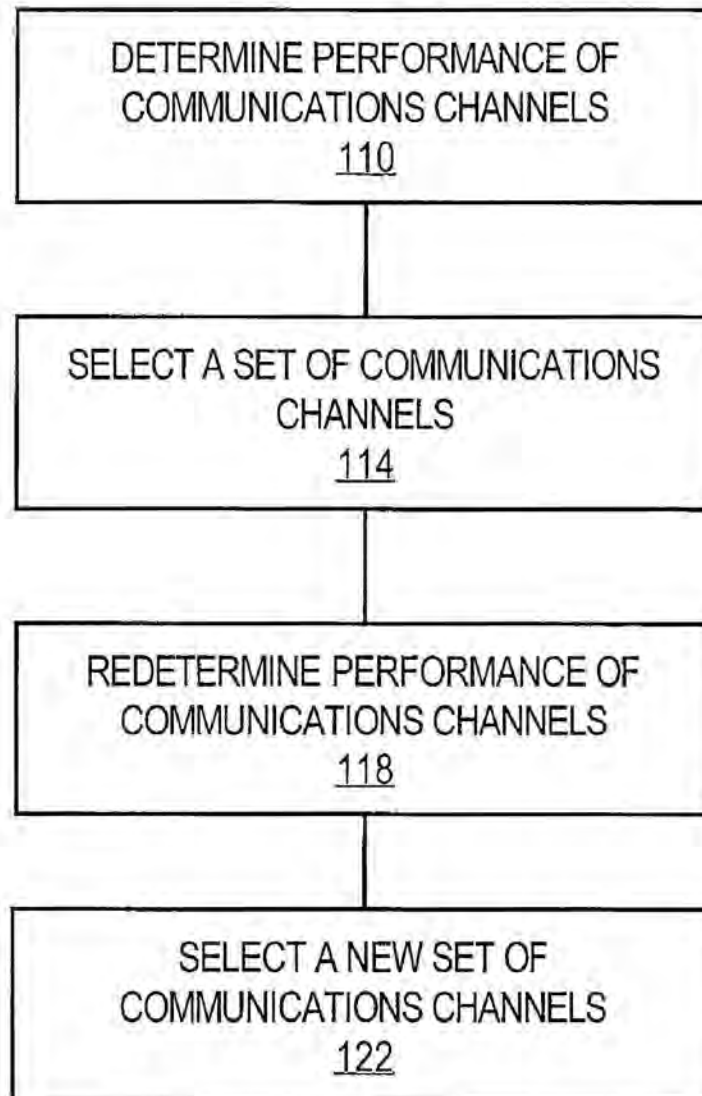 DETERMINE PERFORMANCE OF
COMMUNICATIONS CHANNELS
110
SELECT A SET OF COMMUNICATIONS
CHANNELS
114
REDETERMINE PERFORMANCE OF
COMMUNICATIONS CHANNELS
118
SELECT A NEW SET OF
COMMUNICATIONS CHANNELS
122